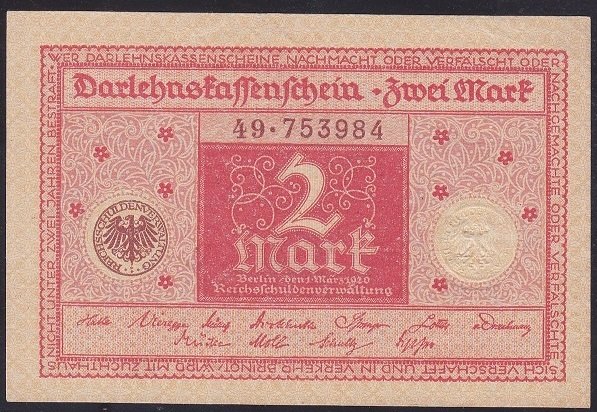 WER DARLEHNSKASSENSCHEINE NACHMACHT ODER VERFÄLSCHT ODER
NACHGEMACHTE ODER VERFÄLSCHTE
SICH VERSCHAFFT UND IN VERKEHR BRINGT, WIRD MIT ZUCHTHAUS
NICHT UNTER ZWEI JAHREN BESTRAFT.
Darlehnskassenschein · Zwei Mark
49·753984
2
Mark
Berlin den 1. März 1920
Reichsschuldenverwaltung
REICHSSCHULDENVERWALTUNG